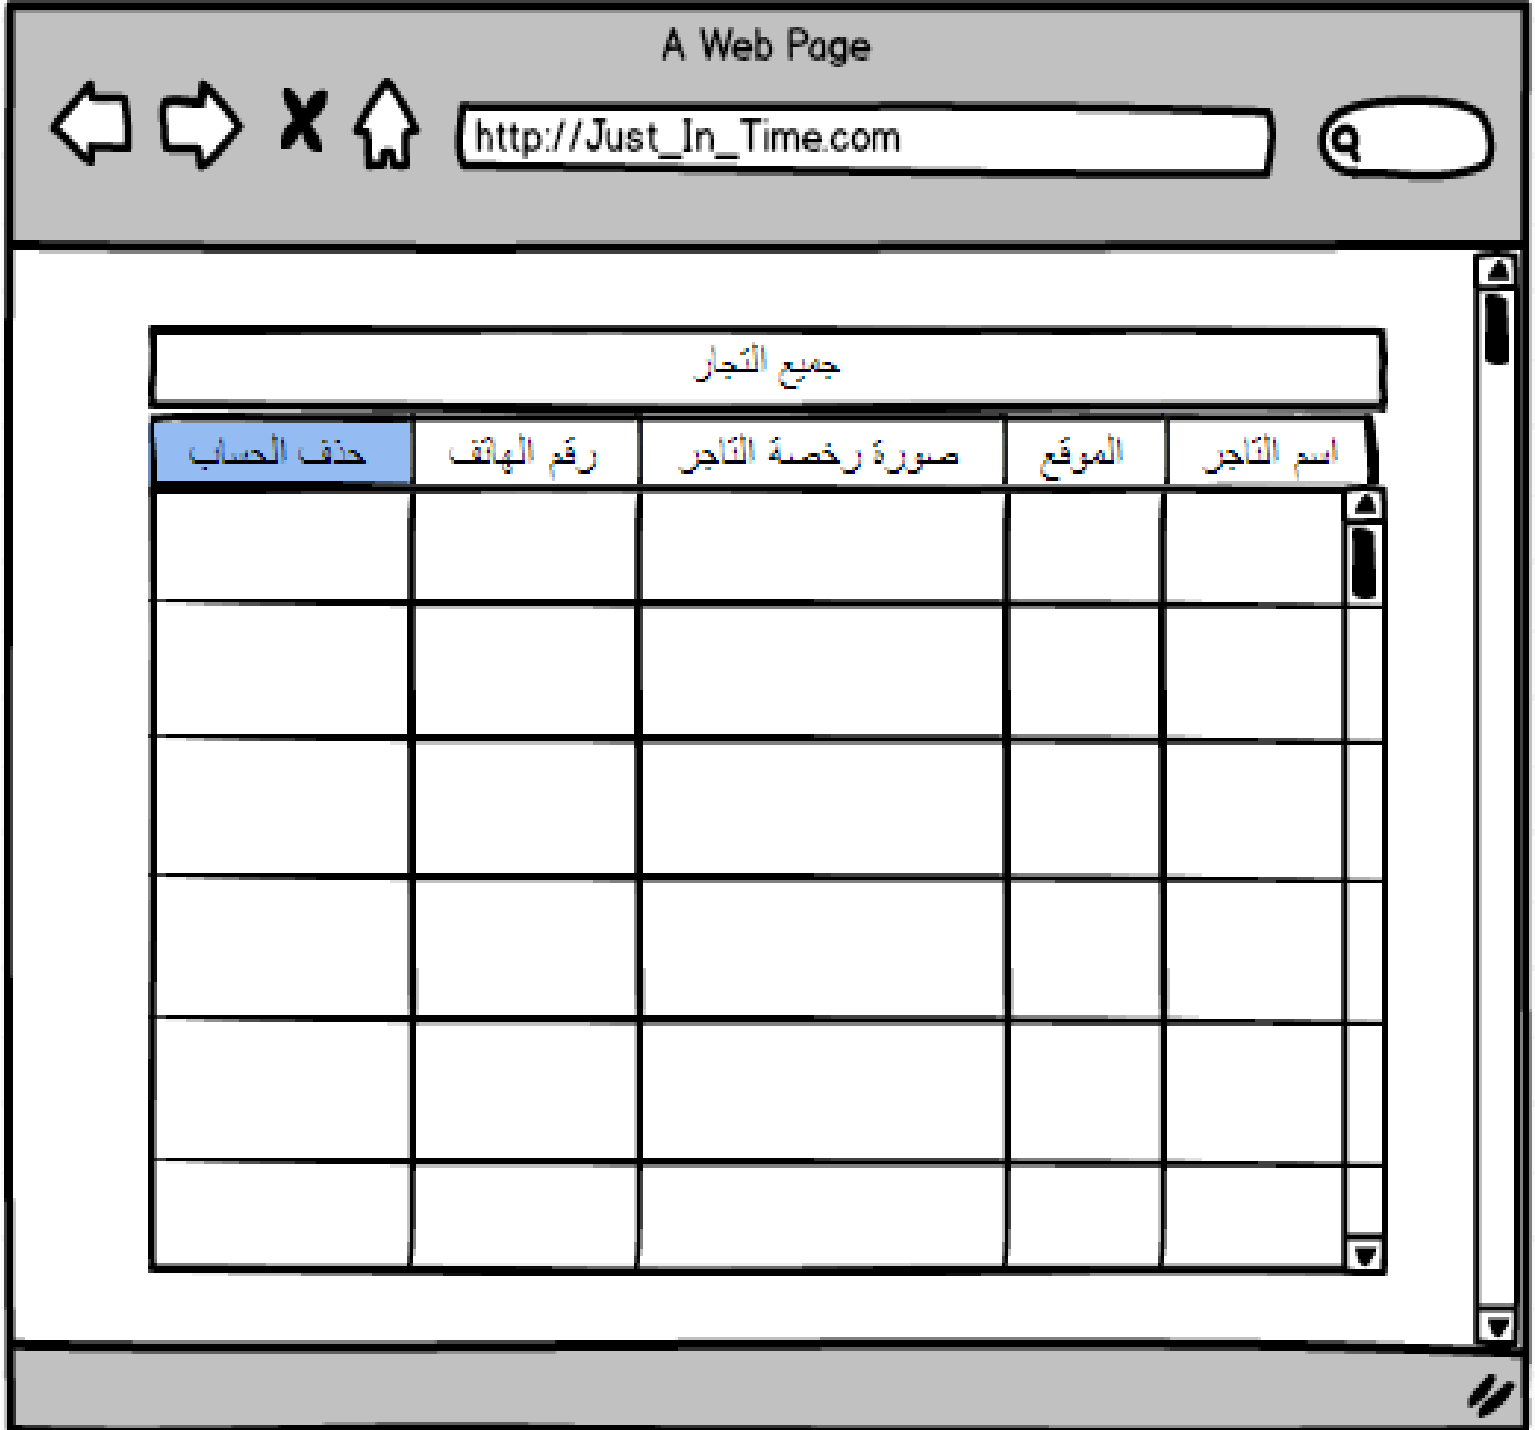 A Web Page
http://Just_In_Time.com
جميع التجار
اسم التاجر الموقع صورة رخصة التاجر رقم الهاتف حذف الحساب